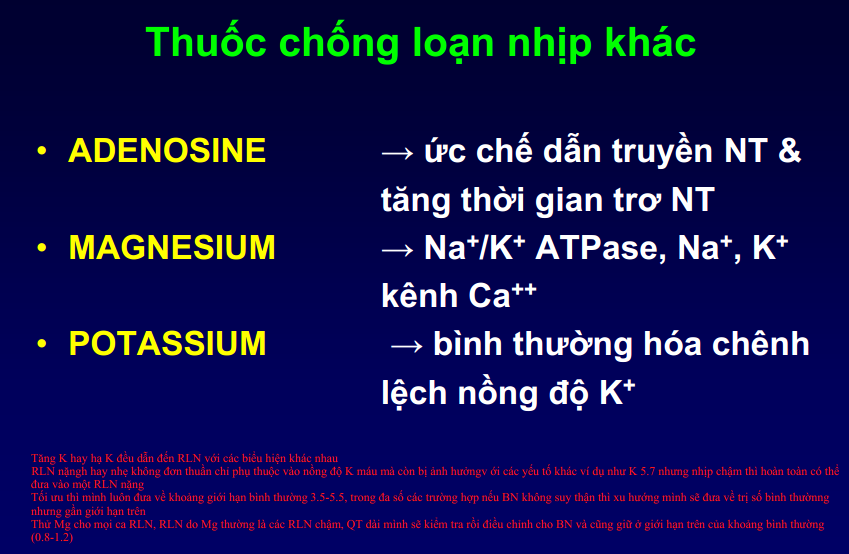 Thuốc chống loạn nhịp khác
• ADENOSINE → ức chế dẫn truyền NT &
tăng thời gian trơ NT
• MAGNESIUM → Na⁺/K⁺ ATPase, Na⁺, K⁺
kênh Ca⁺⁺
• POTASSIUM → bình thường hóa chênh
lệch nồng độ K⁺
Tăng K hay hạ K đều dẫn đến RLN với các biểu hiện khác nhau
RLN nặngh hay nhẹ không đơn thuần chỉ phụ thuộc vào nồng độ K máu mà còn bị ảnh hưởngv ới các yếu tố khác ví dụ như K 5.7 nhưng nhịp chậm thì hoàn toàn có thể
đưa vào một RLN nặng
Tối ưu thì mình luôn đưa về khoảng giới hạn bình thường 3.5-5.5, trong đa số các trường hợp nếu BN không suy thận thì xu hướng mình sẽ đưa về trị số bình thườnng
nhưng gần giới hạn trên
Thử Mg cho mọi ca RLN, RLN do Mg thường là các RLN chậm, QT dài mình sẽ kiểm tra rồi điều chỉnh cho BN và cũng giữ ở giới hạn trên của khoảng bình thường
(0,8-1.2)